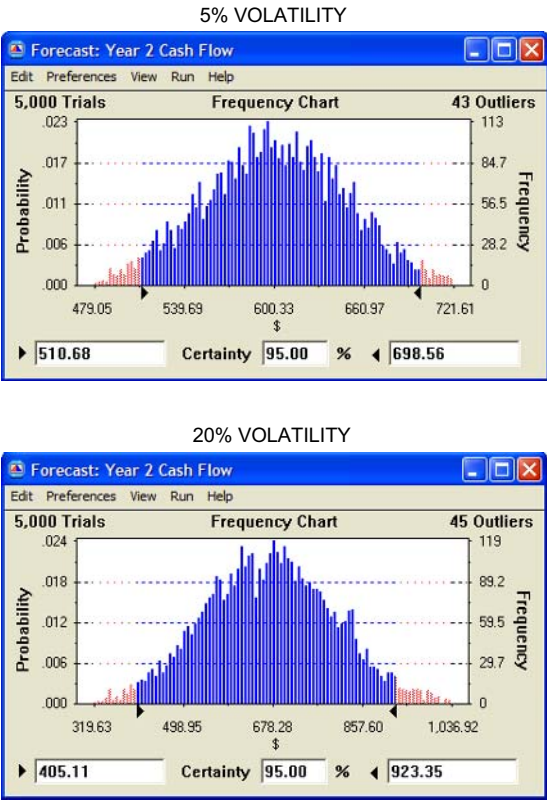 5% VOLATILITY
Forecast: Year 2 Cash Flow
Edit Preferences View Run Help
5,000 Trials Frequency Chart 43 Outliers
.023 113
.017 84.7
.011 56.5
.006 28.2
.000 0
Probability
Frequency
479.05 539.69 600.33 660.97 721.61
$
510.68 Certainty 95.00 % 698.56
20% VOLATILITY
Forecast: Year 2 Cash Flow
Edit Preferences View Run Help
5,000 Trials Frequency Chart 45 Outliers
.024 119
.018 89.2
.012 59.5
.006 29.7
.000 0
Probability
Frequency
319.63 498.95 678.28 857.60 1,036.92
$
405.11 Certainty 95.00 % 923.35